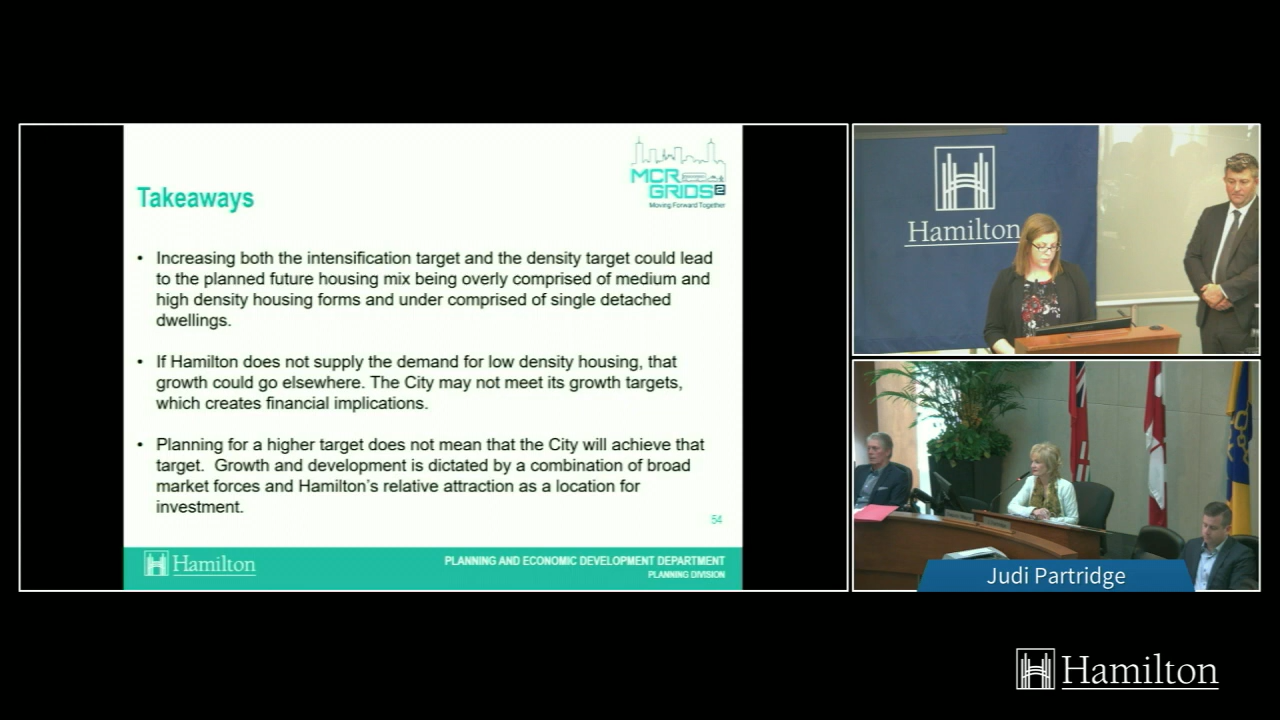 MCR
GRIDS2
Moving Forward Together
Takeaways
• Increasing both the intensification target and the density target could lead
to the planned future housing mix being overly comprised of medium and
high density housing forms and under comprised of single detached
dwellings.
• If Hamilton does not supply the demand for low density housing, that
growth could go elsewhere. The City may not meet its growth targets,
which creates financial implications.
• Planning for a higher target does not mean that the City will achieve that
target. Growth and development is dictated by a combination of broad
market forces and Hamilton's relative attraction as a location for
investment.
54
Hamilton
PLANNING AND ECONOMIC DEVELOPMENT DEPARTMENT
PLANNING DIVISION
Hamilton
Judi Partridge
Hamilton